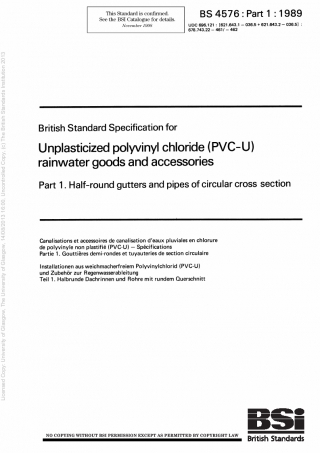 This Standard is confirmed.
See the BSI Catalogue for details.
November 1999
BS 4576 : Part 1 : 1989
UDC 696.121 : (621.643.1 – 036.5 + 621.643.2 – 036.5) :
678.743.22 – 461/ – 462
British Standard Specification for
Unplasticized polyvinyl chloride (PVC-U)
rainwater goods and accessories
Part 1. Half-round gutters and pipes of circular cross section
Canalisations et accessoires de canalisation d'eaux pluviales en chlorure
de polyvinyle non plastifié (PVC-U) — Spécifications
Partie 1. Gouttières demi-rondes et tuyauteries de section circulaire
Installationen aus weichmacherfreiem Polyvinylchlorid (PVC-U)
und Zubehör zur Regenwasserableitung
Teil 1. Halbrunde Dachrinnen und Rohre mit rundem Querschnitt
Licensed Copy: University of Glasgow, The University of Glasgow, Uncontrolled Copy, (c) The British Standards Institution 2010
BSi
British Standards
NO COPYING WITHOUT BSI PERMISSION EXCEPT AS PERMITTED BY COPYRIGHT LAW